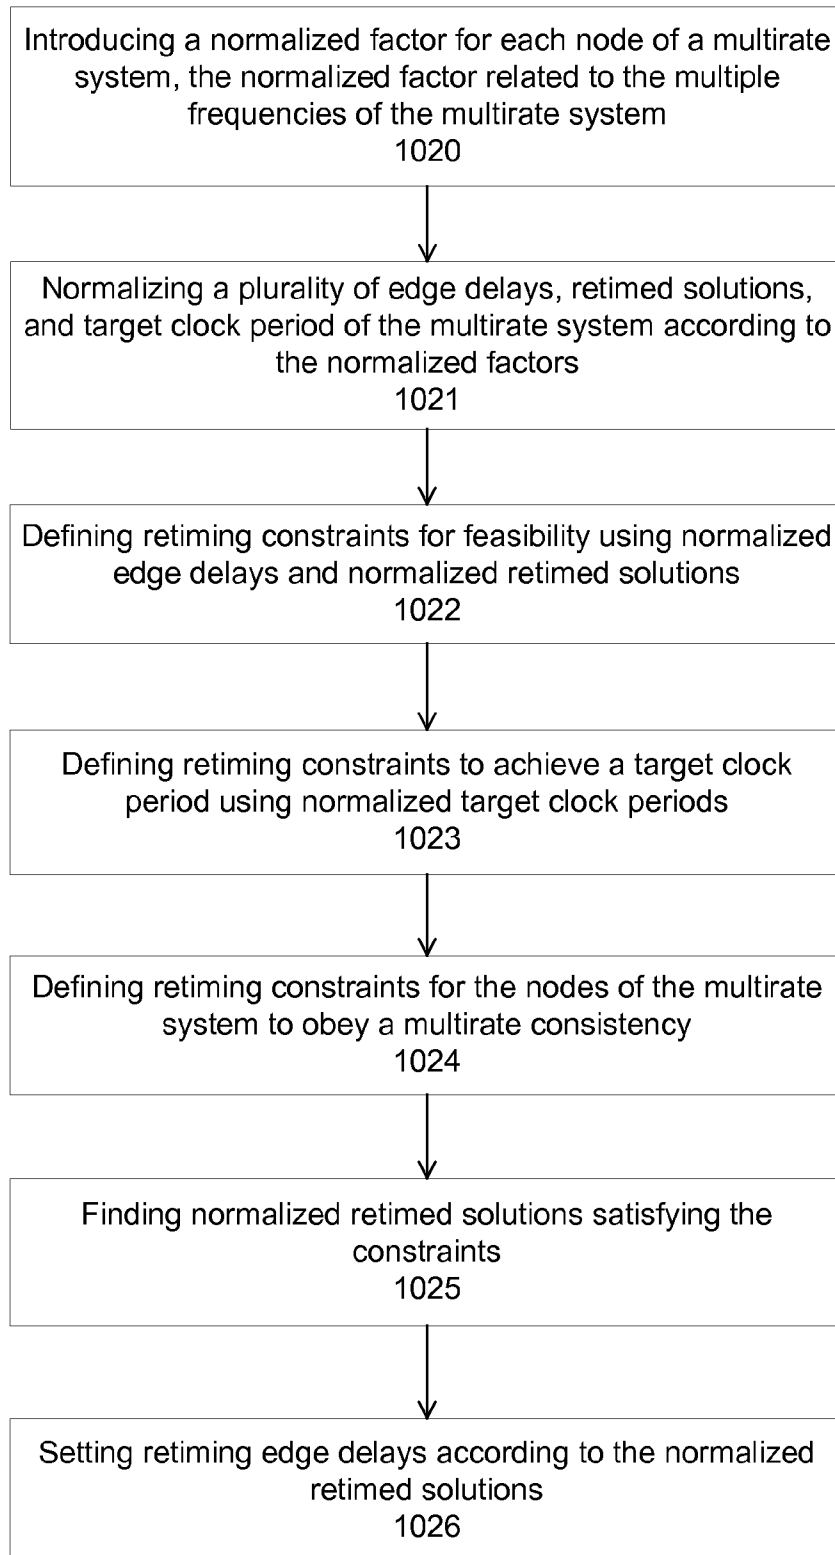 Introducing a normalized factor for each node of a multirate
system, the normalized factor related to the multiple
frequencies of the multirate system
1020
Normalizing a plurality of edge delays, retimed solutions,
and target clock period of the multirate system according to
the normalized factors
1021
Defining retiming constraints for feasibility using normalized
edge delays and normalized retimed solutions
1022
Defining retiming constraints to achieve a target clock
period using normalized target clock periods
1023
Defining retiming constraints for the nodes of the multirate
system to obey a multirate consistency
1024
Finding normalized retimed solutions satisfying the
constraints
1025
Setting retiming edge delays according to the normalized
retimed solutions
1026